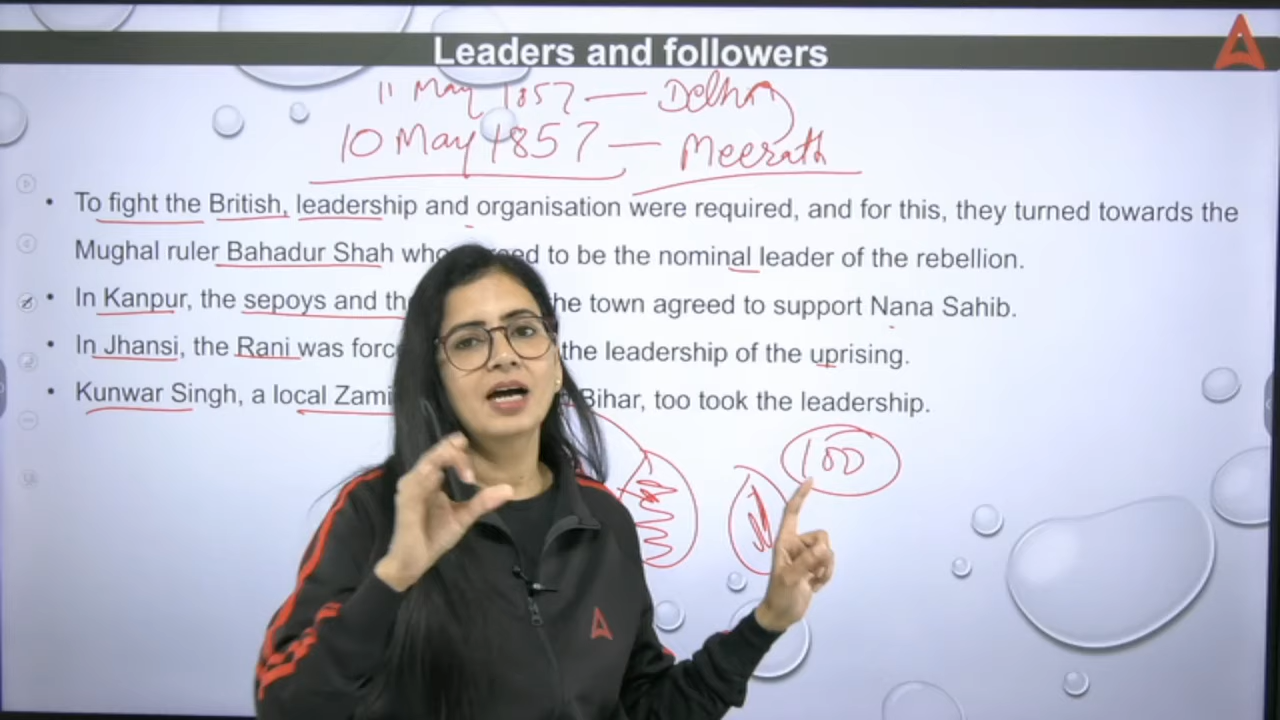 Leaders and followers
11 May 1857 — Delhi
10 May 1857 — Meerath
• To fight the British, leadership and organisation were required, and for this, they turned towards the
Mughal ruler Bahadur Shah who to be the nominal leader of the rebellion.
• In Kanpur, the sepoys and the town agreed to support Nana Sahib.
• In Jhansi, the Rani was the leadership of the uprising.
• Kunwar Singh, a local Bihar, too took the leadership.
100